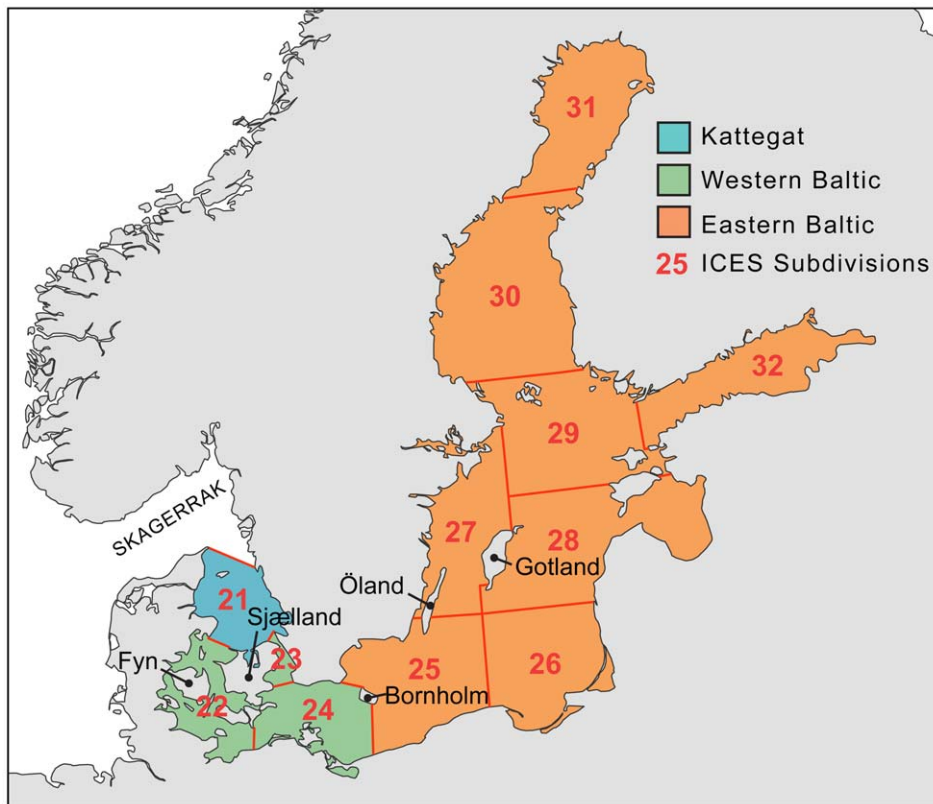 31
Kattegat
Western Baltic
Eastern Baltic
25 ICES Subdivisions
30
32
29
SKAGERRAK
27
28
Gotland
Öland
21
Sjælland
Fyn
23
25
26
Bornholm
22
24